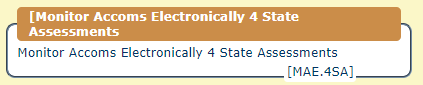 [Monitor Accoms Electronically 4 State
Assessments
Monitor Accoms Electronically 4 State Assessments
[MAE.4SA]